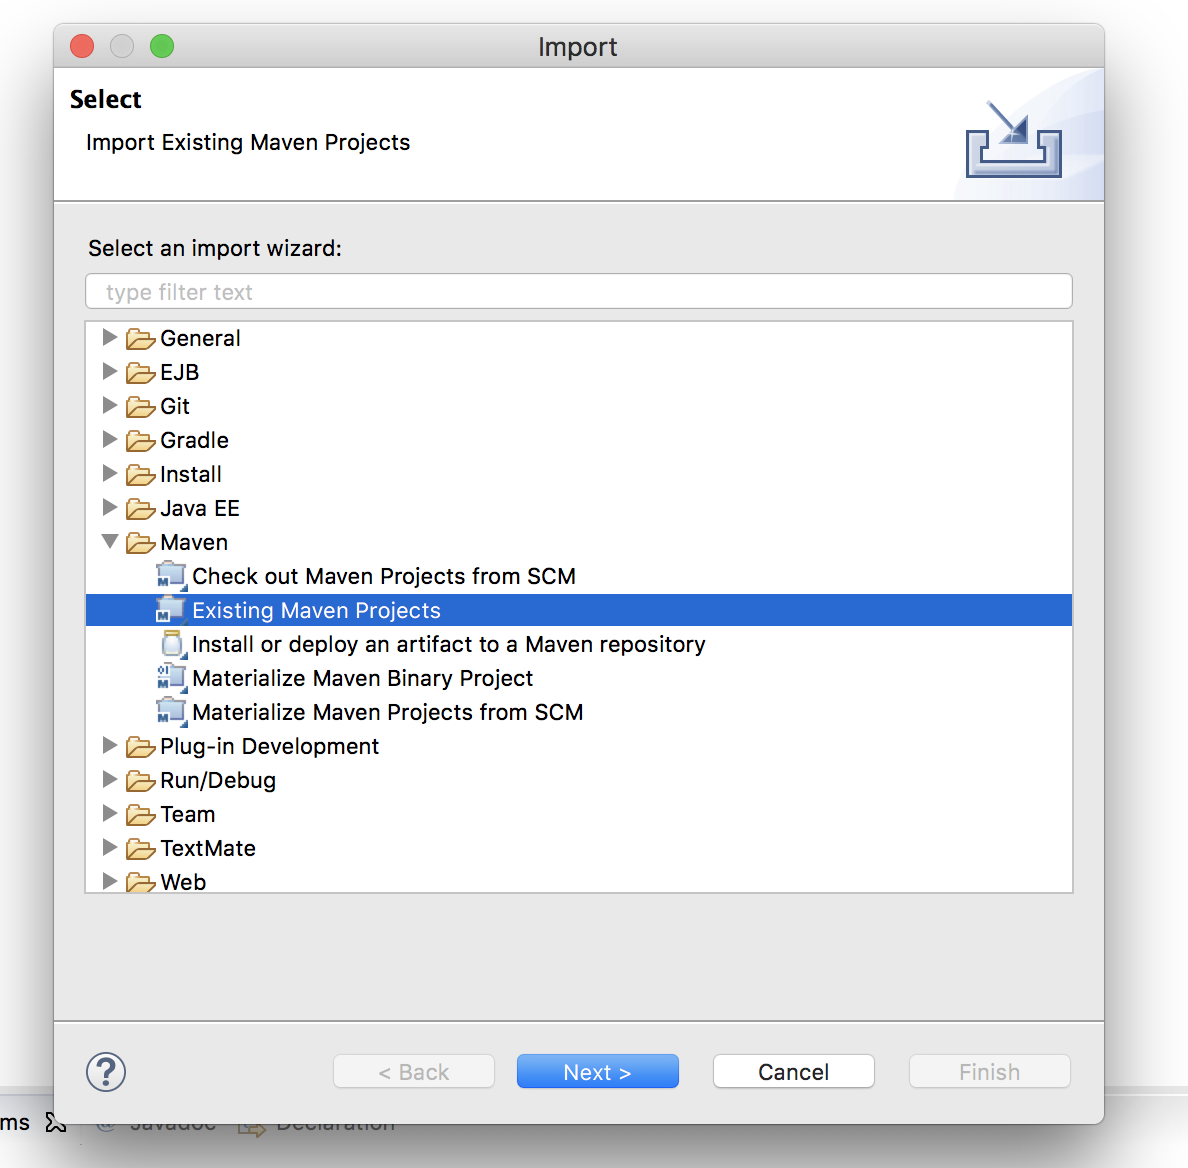 Import
Select
Import Existing Maven Projects
Select an import wizard:
type filter text
General
EJB
Git
Gradle
Install
Java EE
Maven
Check out Maven Projects from SCM
Existing Maven Projects
Install or deploy an artifact to a Maven repository
Materialize Maven Binary Project
Materialize Maven Projects from SCM
Plug-in Development
Run/Debug
Team
TextMate
Web
? < Back Next > Cancel Finish
ms @ Javadoc Declaration